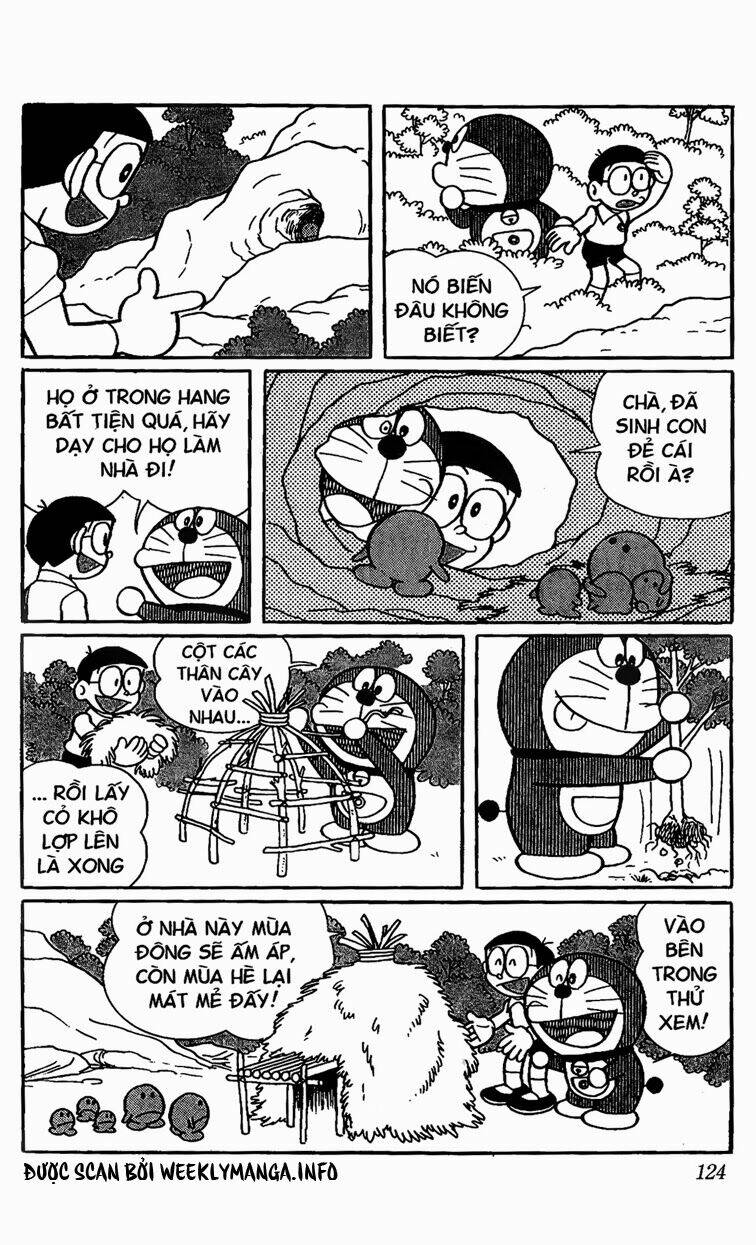 NÓ BIẾN
ĐÂU KHÔNG
BIẾT?
HỌ Ở TRONG HANG
BẤT TIỆN QUÁ, HÃY
DẠY CHO HỌ LÀM
NHÀ ĐI!
CHÀ, ĐÃ
SINH CON
ĐẺ CÁI
RỒI À?
CỘT CÁC
THÂN CÂY
VÀO
NHAU...
... RỒI LẤY
CỎ KHÔ
LỢP LÊN
LÀ XONG
Ở NHÀ NÀY MÙA
ĐÔNG SẼ ẤM ÁP,
CÒN MÙA HÈ LẠI
MÁT MẺ ĐẤY!
VÀO
BÊN
TRONG
THỬ
XEM!
ĐƯỢC SCAN BỞI WEEKLYMANGA.INFO
124